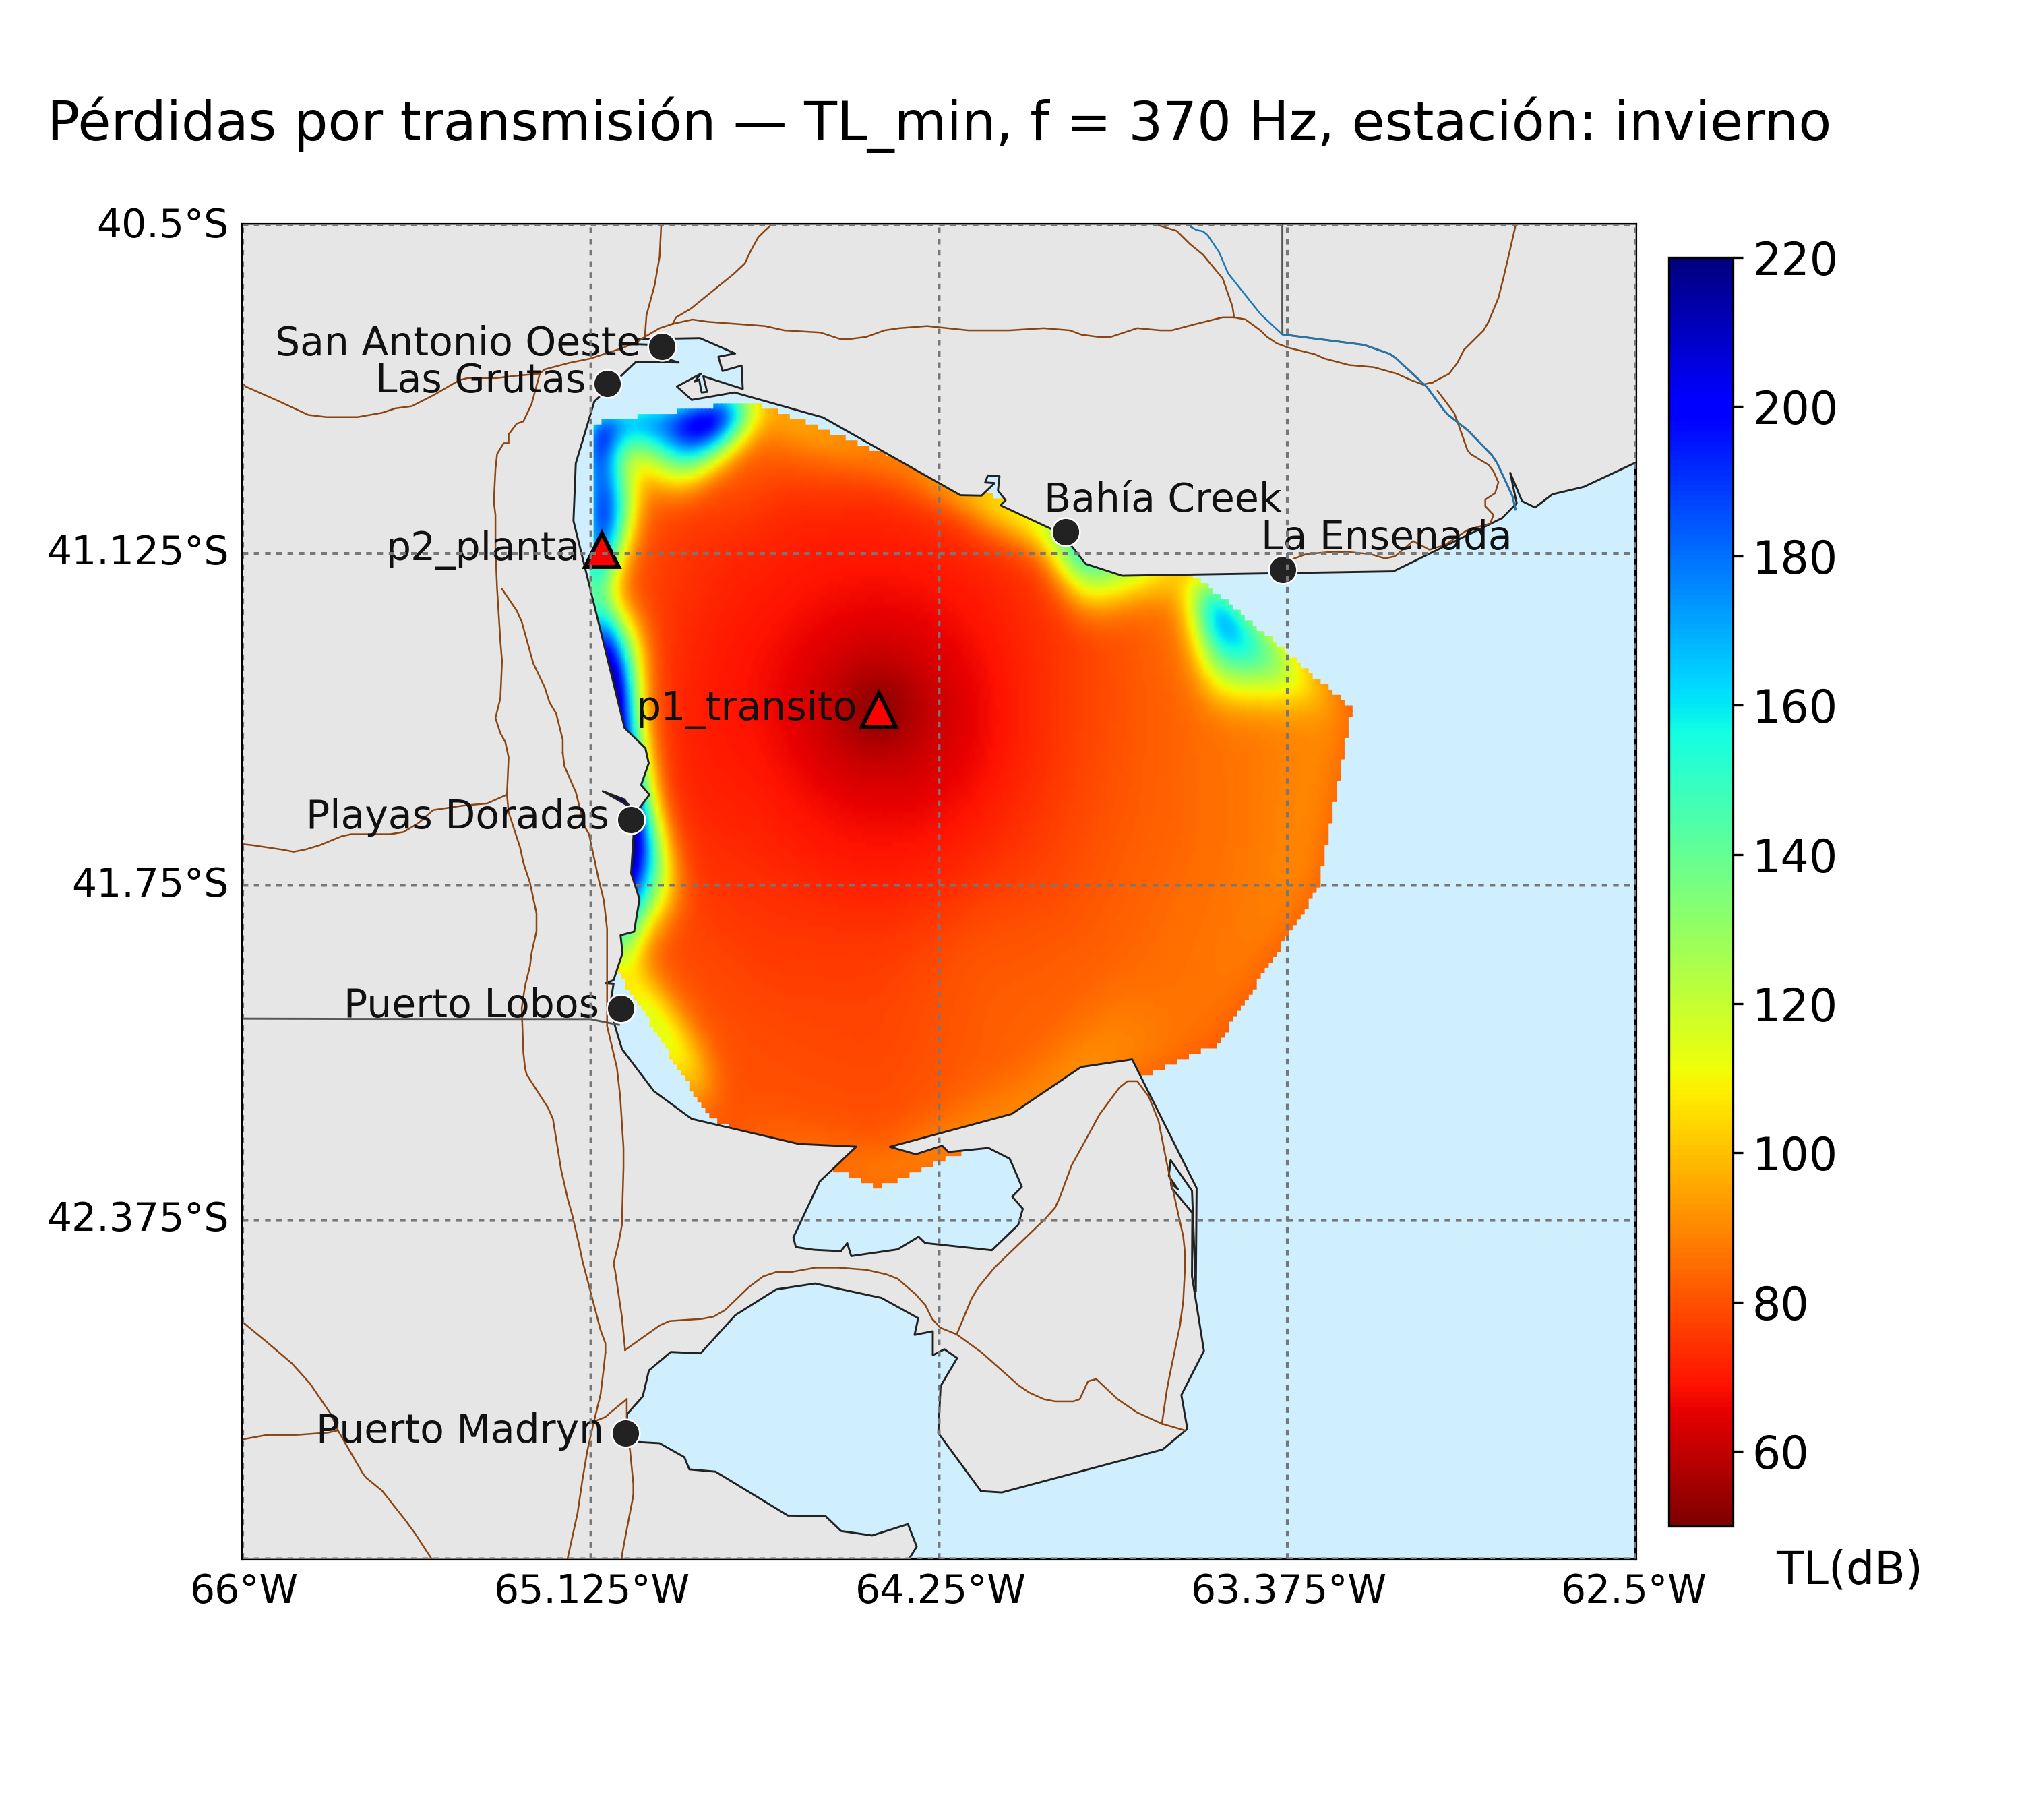 Pérdidas por transmisión — TL_min, f = 370 Hz, estación: invierno
40.5°S
220
San Antonio Oeste
Las Grutas
200
Bahía Creek
La Ensenada
p2_planta
41.125°S
180
p1_transito
160
Playas Doradas
140
41.75°S
Puerto Lobos
120
100
42.375°S
80
Puerto Madryn
60
TL(dB)
66°W
65.125°W
64.25°W
63.375°W
62.5°W